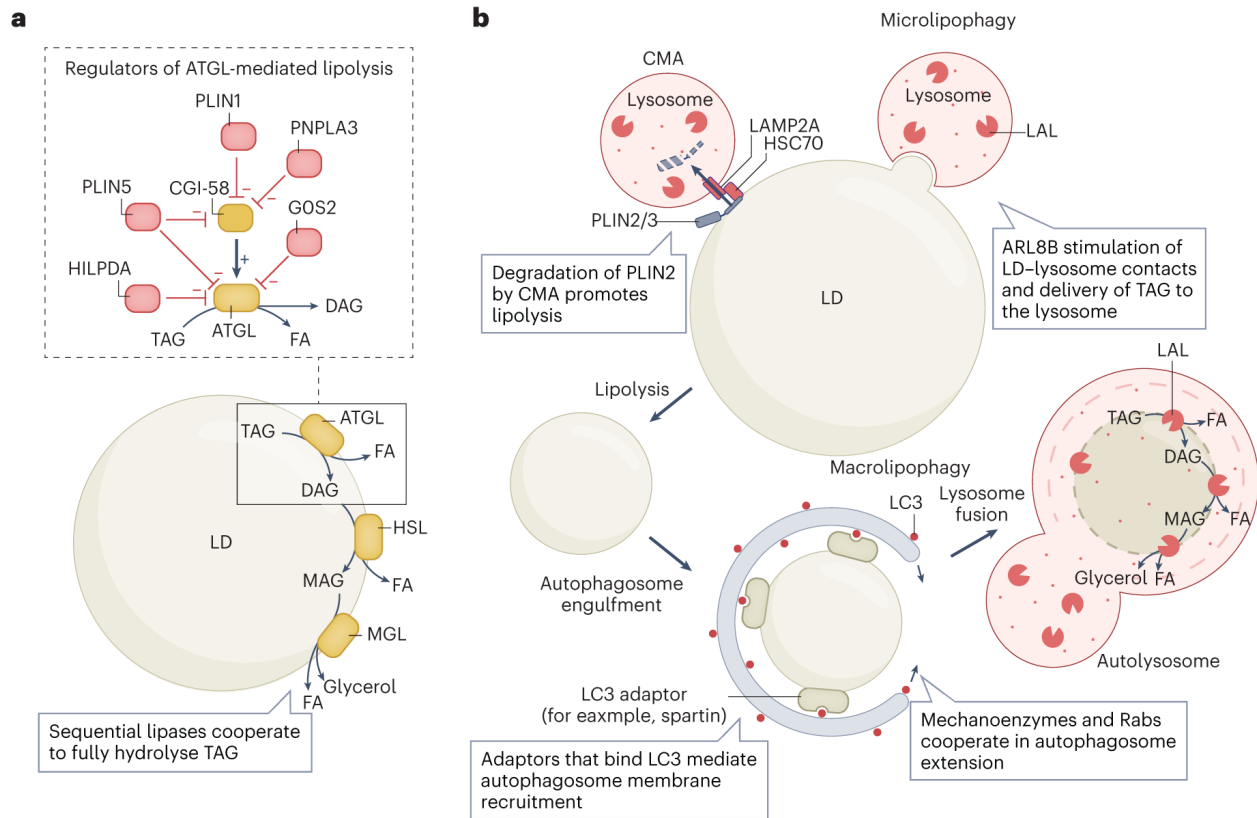 a
Regulators of ATGL-mediated lipolysis
PLIN1
PNPLA3
PLIN5
CGI-58
GOS2
HILPDA
−
−
−
−
−
−
+
DAG
TAG
ATGL
FA
ATGL
TAG
FA
DAG
LD
HSL
MAG
FA
MGL
Glycerol
FA
Sequential lipases cooperate
to fully hydrolyse TAG
b
Microlipophagy
CMA
Lysosome
Lysosome
LAMP2A
HSC70
LAL
PLIN2/3
Degradation of PLIN2
by CMA promotes
lipolysis
LD
ARL8B stimulation of
LD–lysosome contacts
and delivery of TAG to
the lysosome
Lipolysis
LAL
TAG
FA
DAG
MAG
FA
Glycerol
FA
Macrolipophagy
LC3
Lysosome
fusion
Autophagosome
engulfment
Autolysosome
LC3 adaptor
(for eaxmple, spartin)
Adaptors that bind LC3 mediate
autophagosome membrane
recruitment
Mechanoenzymes and Rabs
cooperate in autophagosome
extension